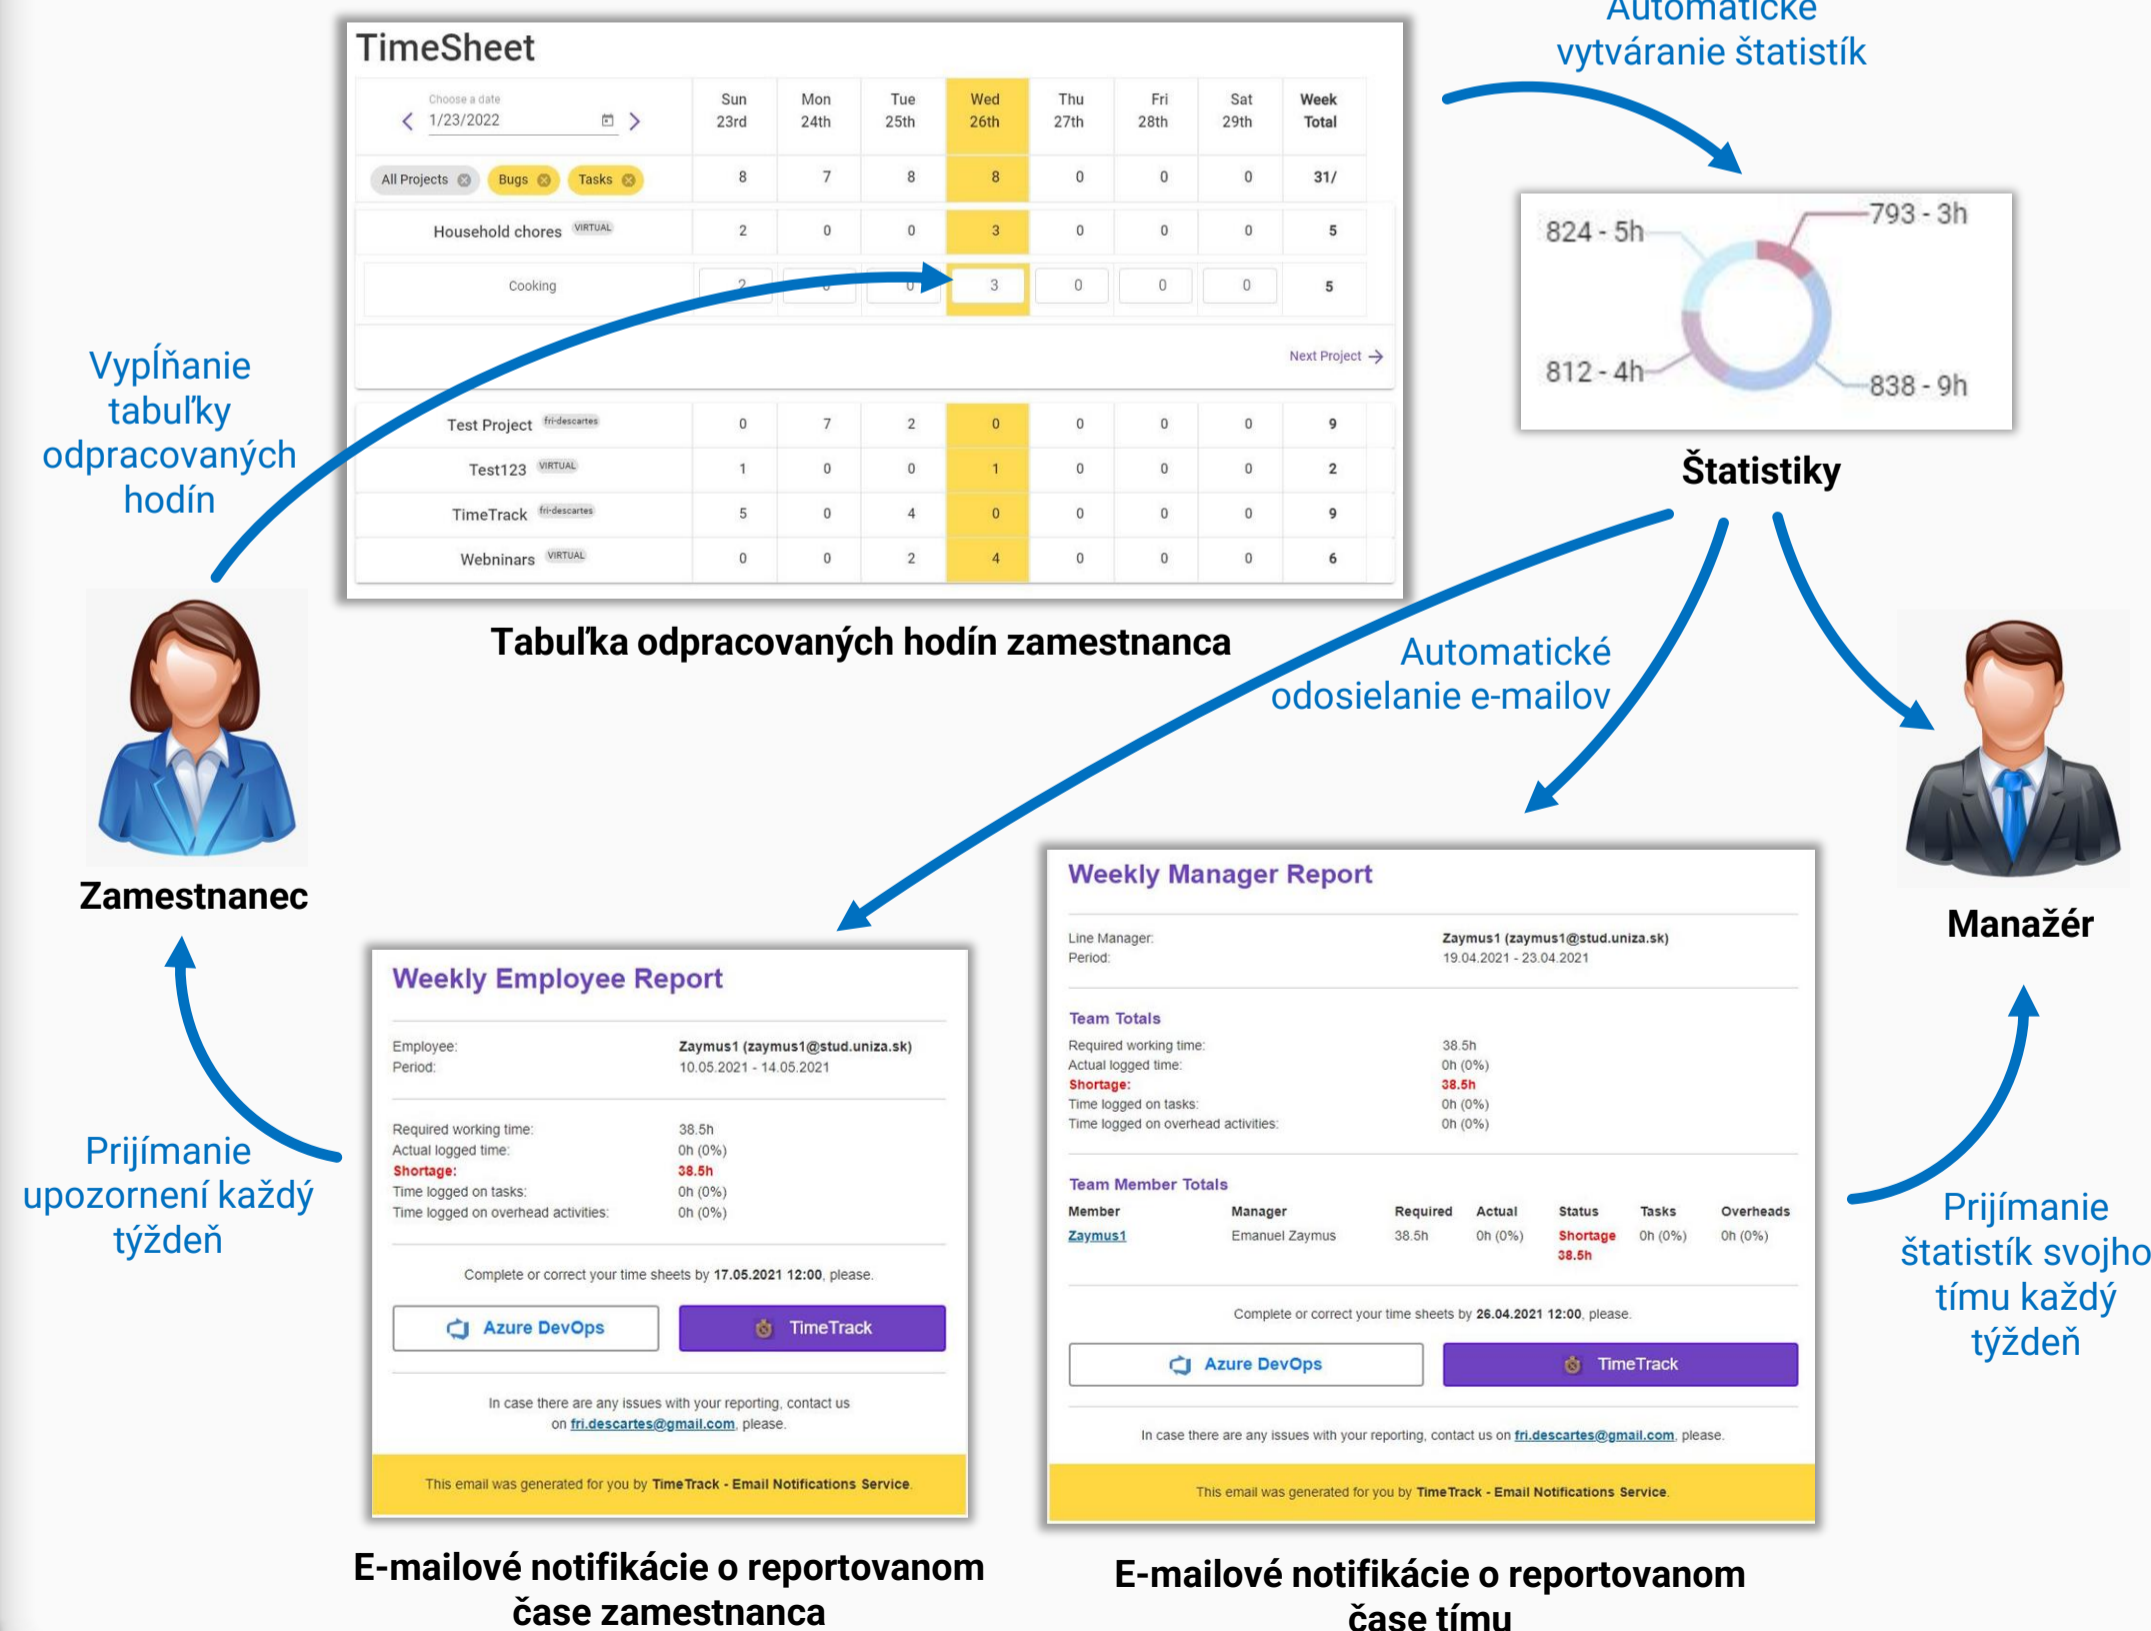 Automatické
vytváranie štatistík
TimeSheet
Choose a date
1/23/2022
Sun 23rd Mon 24th Tue 25th Wed 26th Thu 27th Fri 28th Sat 29th Week Total
All Projects Bugs Tasks 8 7 8 8 0 0 0 31/
Household chores VIRTUAL 2 0 0 3 0 0 0 5
Cooking 2 0 0 3 0 0 0 5
Next Project
Test Project fri-descartes 0 7 2 0 0 0 0 9
Test123 VIRTUAL 1 0 0 1 0 0 0 2
TimeTrack fri-descartes 5 0 4 0 0 0 0 9
Webninars VIRTUAL 0 0 2 4 0 0 0 6
Tabuľka odpracovaných hodín zamestnanca
793 - 3h
824 - 5h
812 - 4h
838 - 9h
Štatistiky
Vypĺňanie
tabuľky
odpracovaných
hodín
Zamestnanec
Automatické
odosielanie e-mailov
Manažér
Weekly Employee Report
Employee: Zaymus1 (zaymus1@stud.uniza.sk)
Period: 10.05.2021 - 14.05.2021
Required working time: 38.5h
Actual logged time: 0h (0%)
Shortage: 38.5h
Time logged on tasks: 0h (0%)
Time logged on overhead activities: 0h (0%)
Complete or correct your time sheets by 17.05.2021 12:00, please.
Azure DevOps TimeTrack
In case there are any issues with your reporting, contact us
on fri.descartes@gmail.com, please.
This email was generated for you by TimeTrack - Email Notifications Service.
E-mailové notifikácie o reportovanom
čase zamestnanca
Prijímanie
upozornení každý
týždeň
Weekly Manager Report
Line Manager: Zaymus1 (zaymus1@stud.uniza.sk)
Period: 19.04.2021 - 23.04.2021
Team Totals
Required working time: 38.5h
Actual logged time: 0h (0%)
Shortage: 38.5h
Time logged on tasks: 0h (0%)
Time logged on overhead activities: 0h (0%)
Team Member Totals
Member Manager Required Actual Status Tasks Overheads
Zaymus1 Emanuel Zaymus 38.5h 0h (0%) Shortage 0h (0%) 0h (0%)
38.5h
Complete or correct your time sheets by 26.04.2021 12:00, please.
Azure DevOps TimeTrack
In case there are any issues with your reporting, contact us on fri.descartes@gmail.com, please.
This email was generated for you by TimeTrack - Email Notifications Service.
E-mailové notifikácie o reportovanom
čase tímu
Prijímanie
štatistík svojho
tímu každý
týždeň